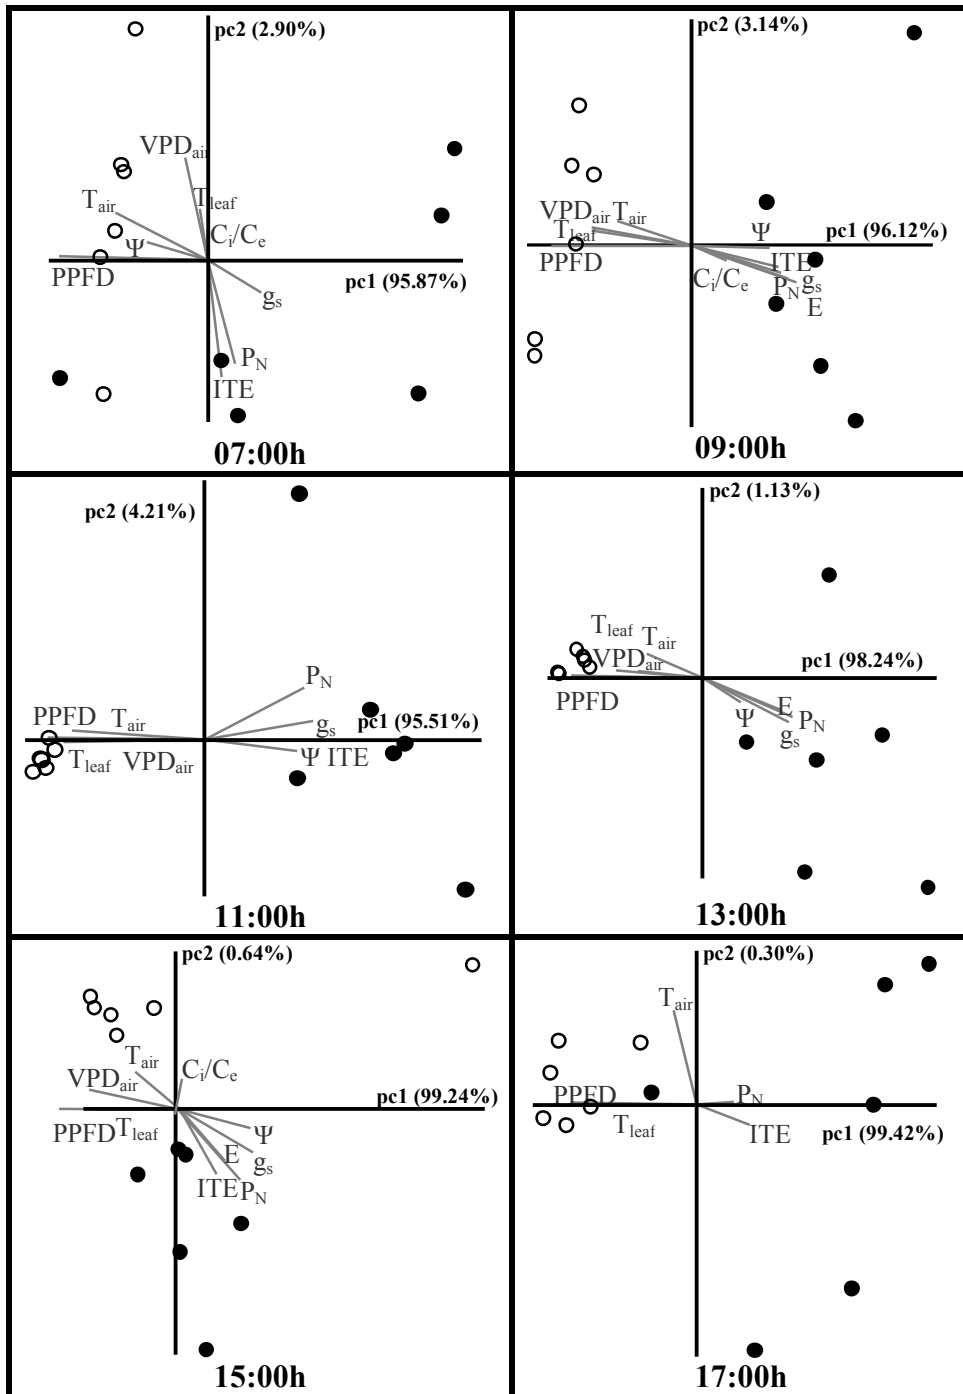 pc2 (2.90%)
VPDair
Tair
Tleaf
Ψ
Ci/Ce
PPFD
pc1 (95.87%)
gs
PN
ITE
07:00h
pc2 (3.14%)
VPDair Tair
Tleaf
Ψ
pc1 (96.12%)
PPFD
Ci/Ce
ITE
PN gs
E
09:00h
pc2 (4.21%)
PN
PPFD Tair
gs
pc1 (95.51%)
Tleaf VPDair
Ψ ITE
11:00h
pc2 (1.13%)
Tleaf Tair
VPDair
pc1 (98.24%)
PPFD
E
Ψ
PN
gs
13:00h
pc2 (0.64%)
Tair
Ci/Ce
VPDair
pc1 (99.24%)
PPFD Tleaf
Ψ
E
gs
ITE PN
15:00h
pc2 (0.30%)
Tair
PPFD
PN
Tleaf
ITE
pc1 (99.42%)
17:00h